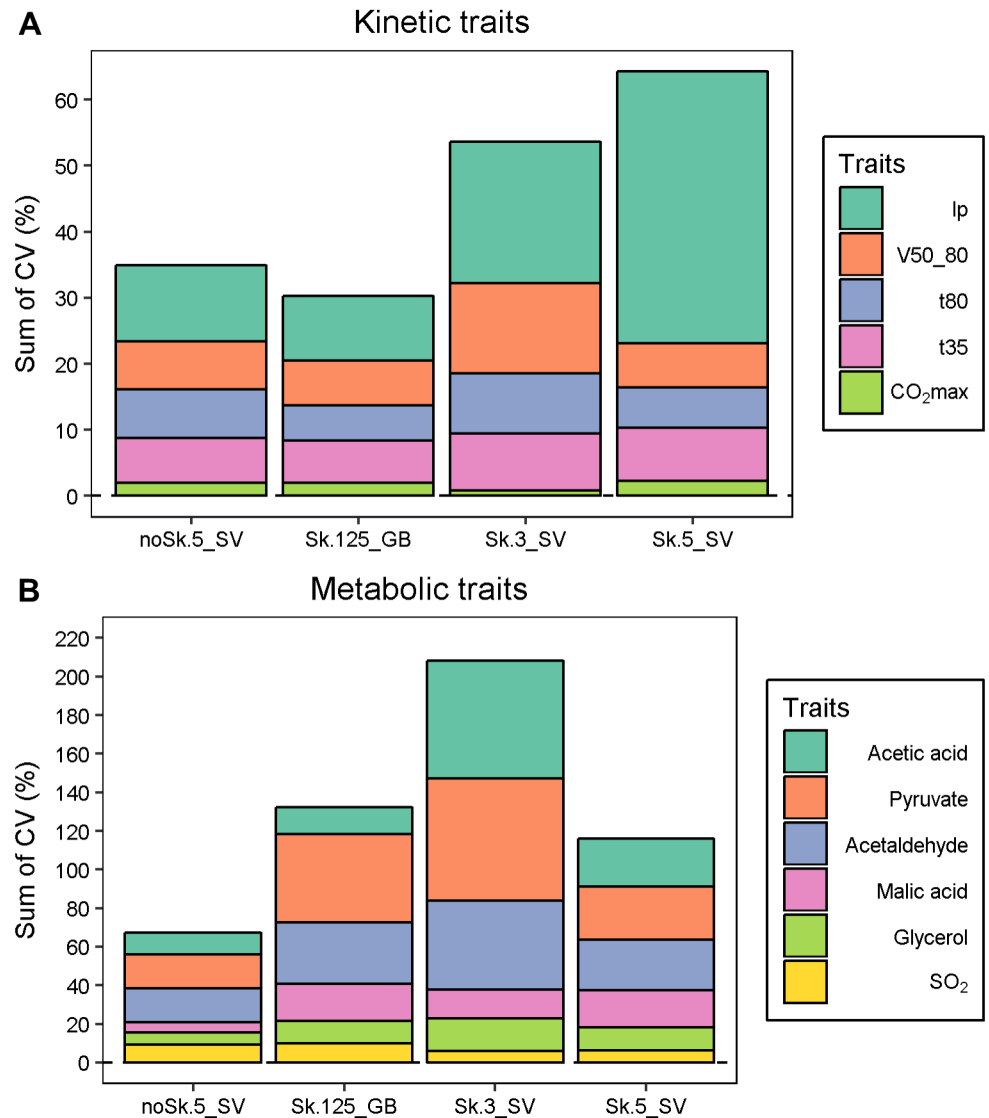 A
Kinetic traits
Sum of CV (%)
60
50
40
30
20
10
0
noSk.5_SV
Sk.125_GB
Sk.3_SV
Sk.5_SV
Traits
lp
V50_80
t80
t35
CO₂max
B
Metabolic traits
Sum of CV (%)
220
200
180
160
140
120
100
80
60
40
20
0
noSk.5_SV
Sk.125_GB
Sk.3_SV
Sk.5_SV
Traits
Acetic acid
Pyruvate
Acetaldehyde
Malic acid
Glycerol
SO₂